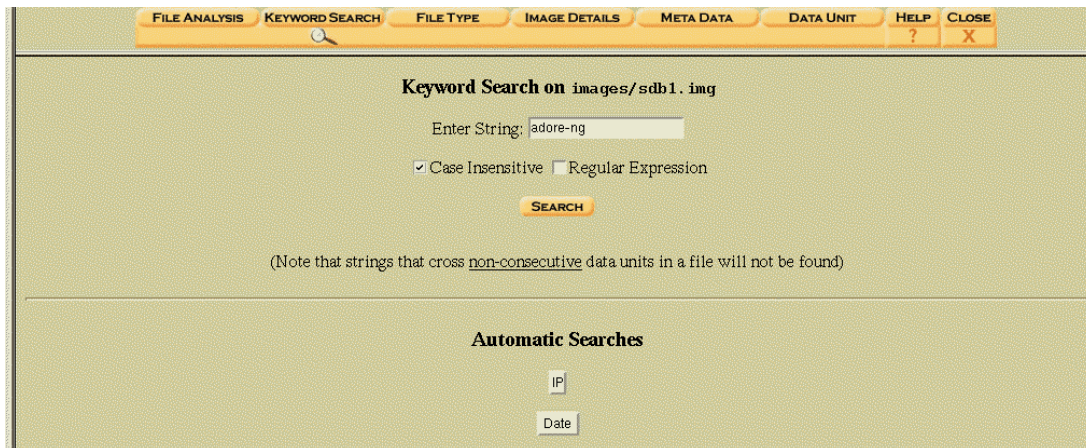 FILE ANALYSIS KEYWORD SEARCH FILE TYPE IMAGE DETAILS META DATA DATA UNIT HELP CLOSE
? X
Keyword Search on images/sdb1.img
Enter String: adore-ng
Case Insensitive Regular Expression
SEARCH
(Note that strings that cross non-consecutive data units in a file will not be found)
Automatic Searches
IP
Date